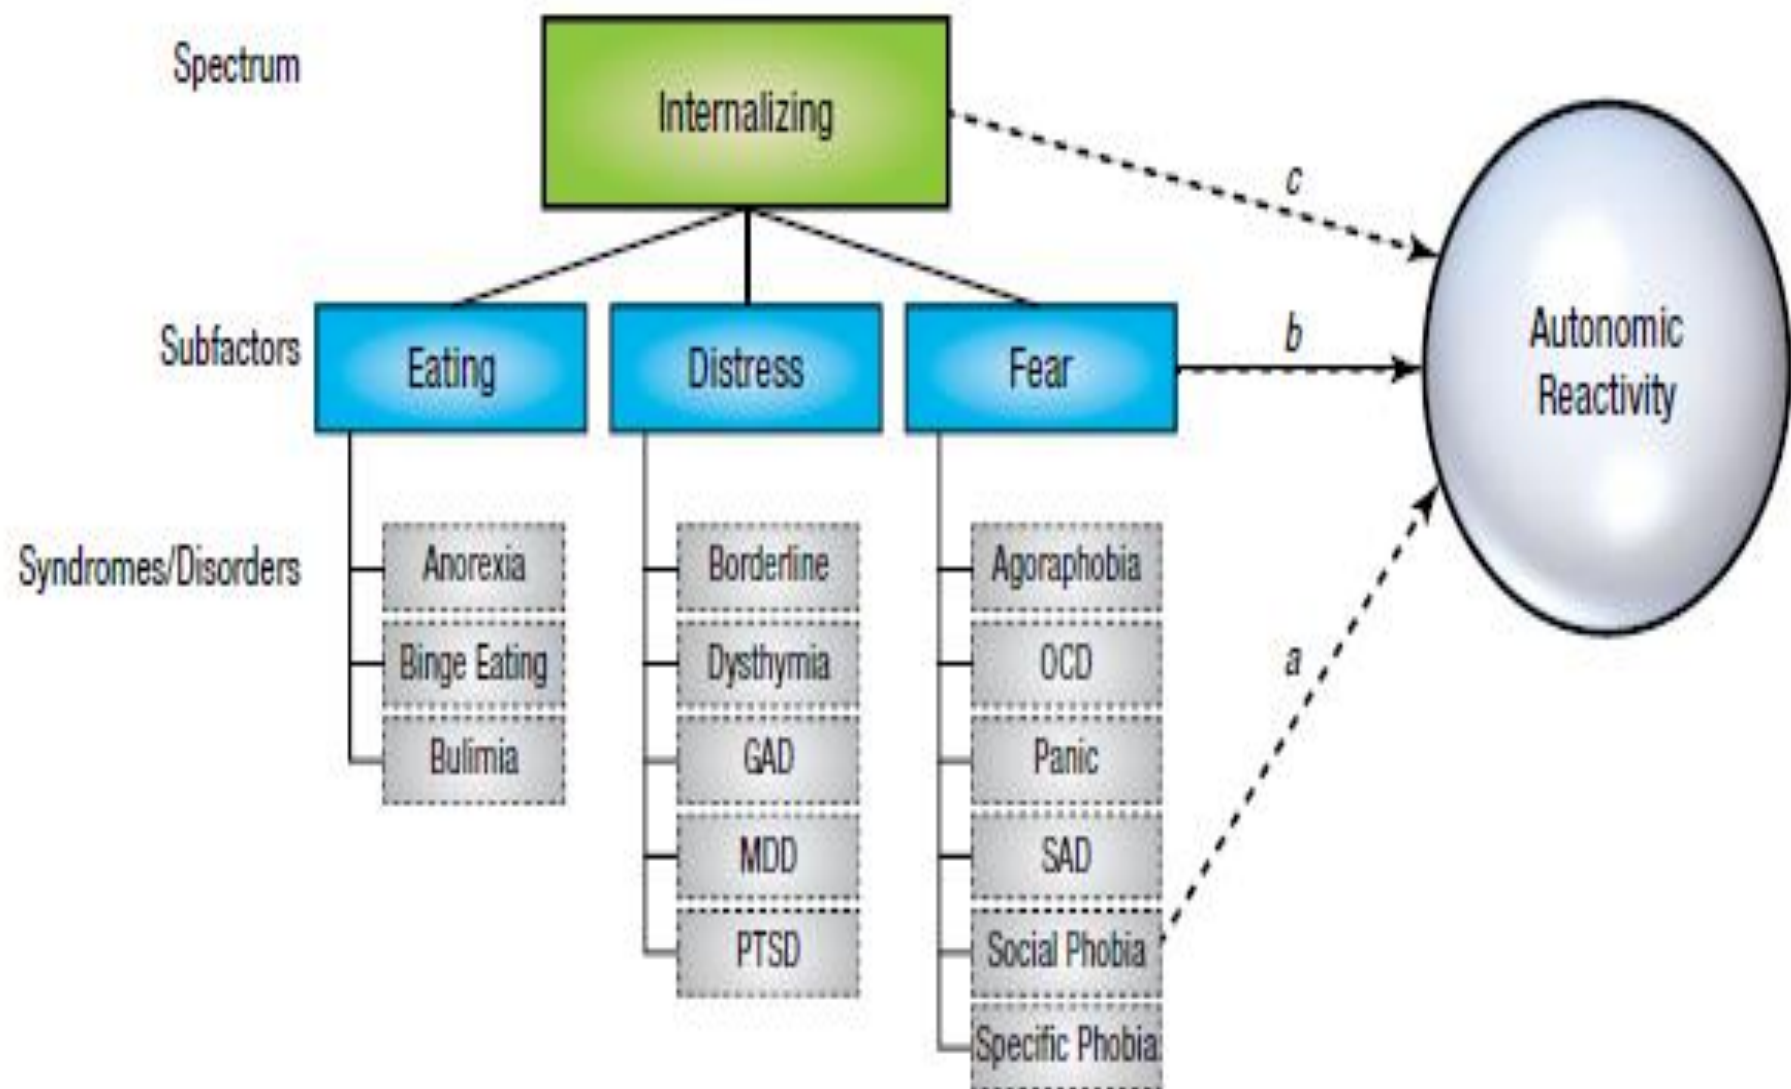 Spectrum
Internalizing
c
Subfactors
Eating
Distress
Fear
b
Autonomic
Reactivity
Syndromes/Disorders
Anorexia
Binge Eating
Bulimia
Borderline
Dysthymia
GAD
MDD
PTSD
Agoraphobia
OCD
Panic
SAD
Social Phobia
Specific Phobia
a